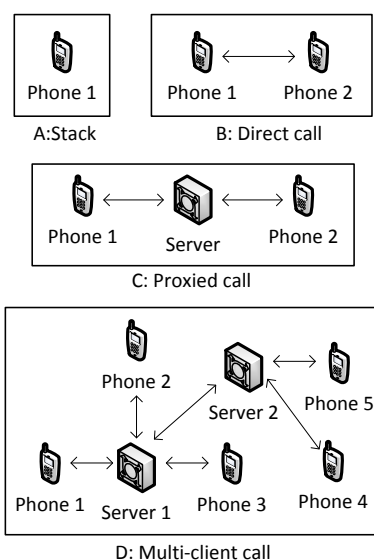 Phone 1
A:Stack
Phone 1
Phone 2
B: Direct call
Phone 1
Server
Phone 2
C: Proxied call
Phone 2
Server 2
Phone 5
Phone 1
Server 1
Phone 3
Phone 4
D: Multi-client call